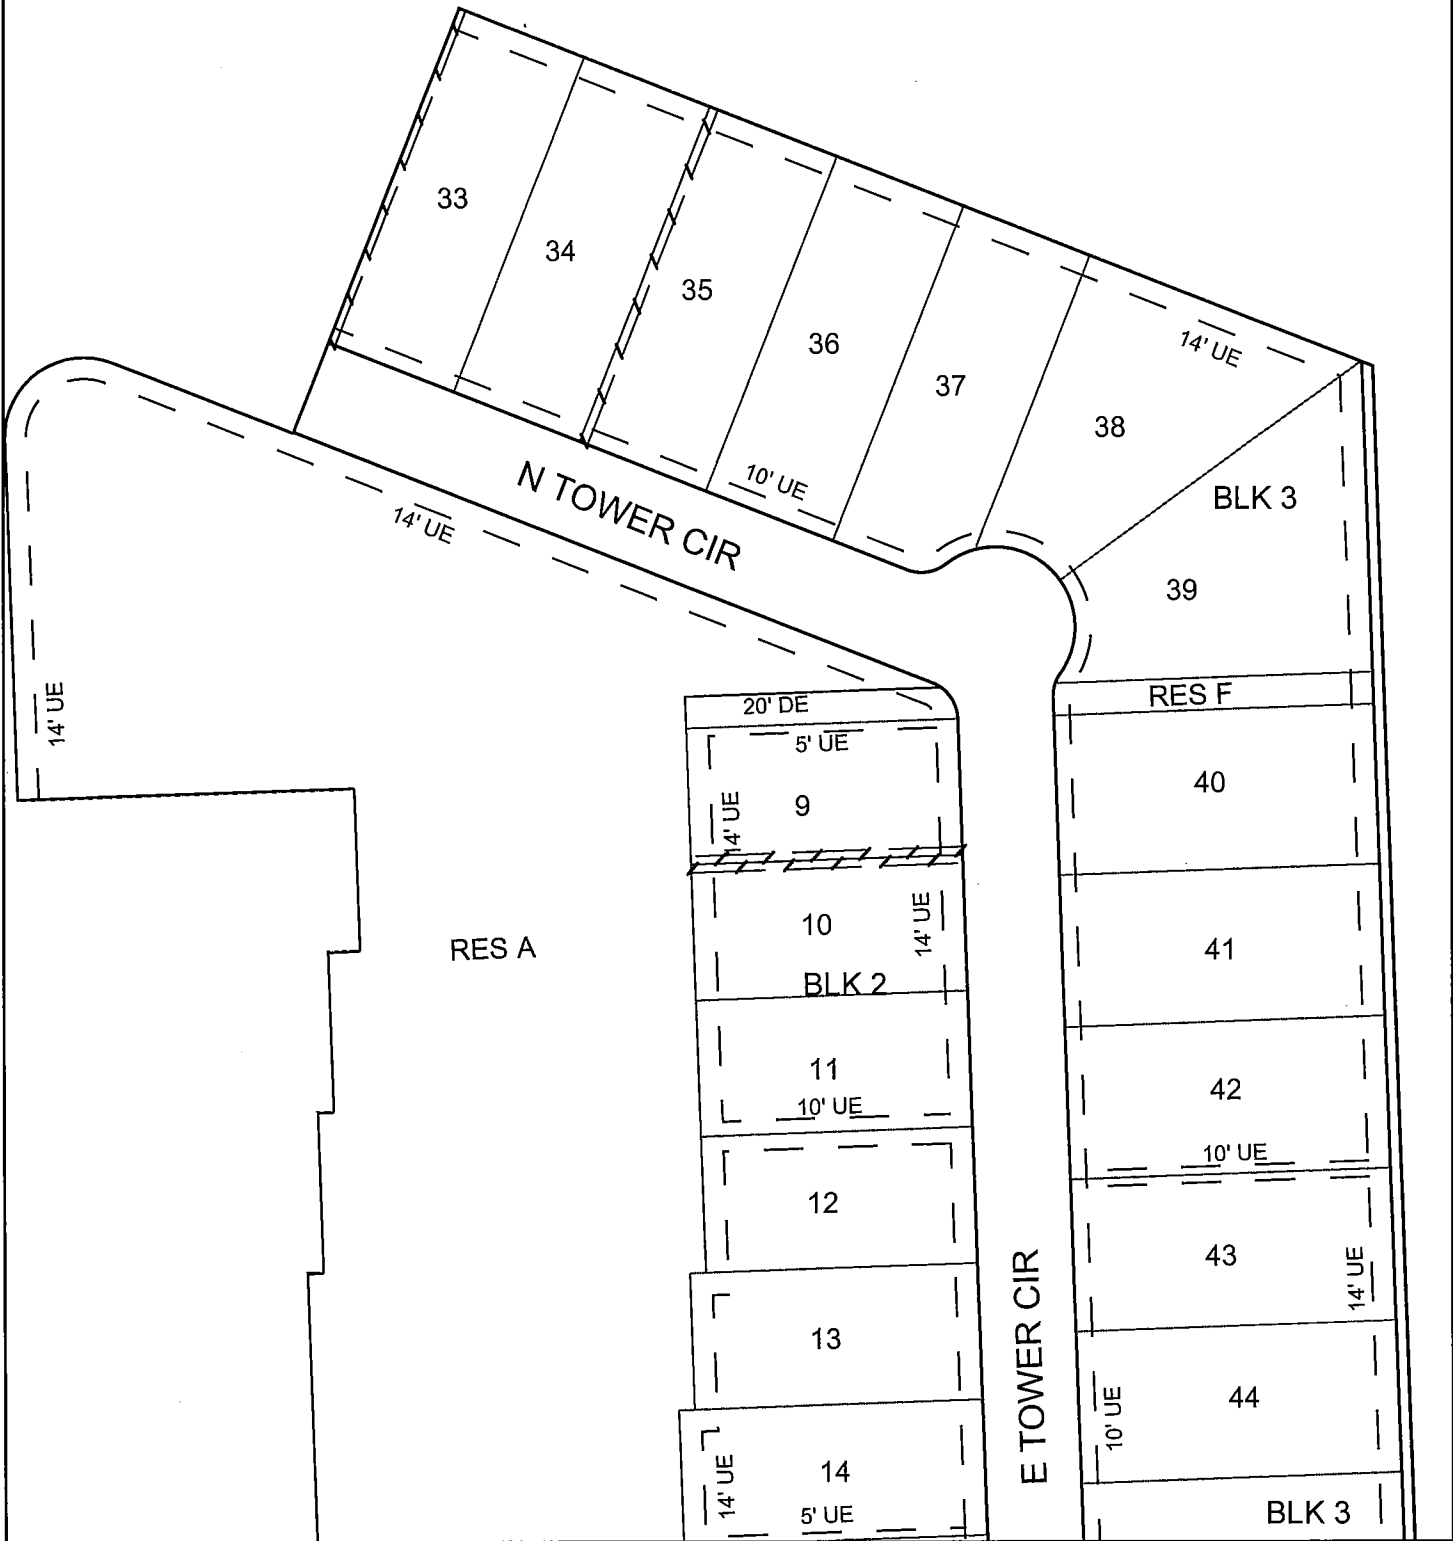 33
34
35
36
14' UE
37
38
10' UE
BLK 3
N TOWER CIR
14' UE
39
14' UE
RES F
20' DE
5' UE
40
9
14' UE
10
14' UE
RES A
41
BLK 2
11
42
10' UE
10' UE
12
43
14' UE
E TOWER CIR
13
44
10' UE
14
14' UE
5' UE
BLK 3